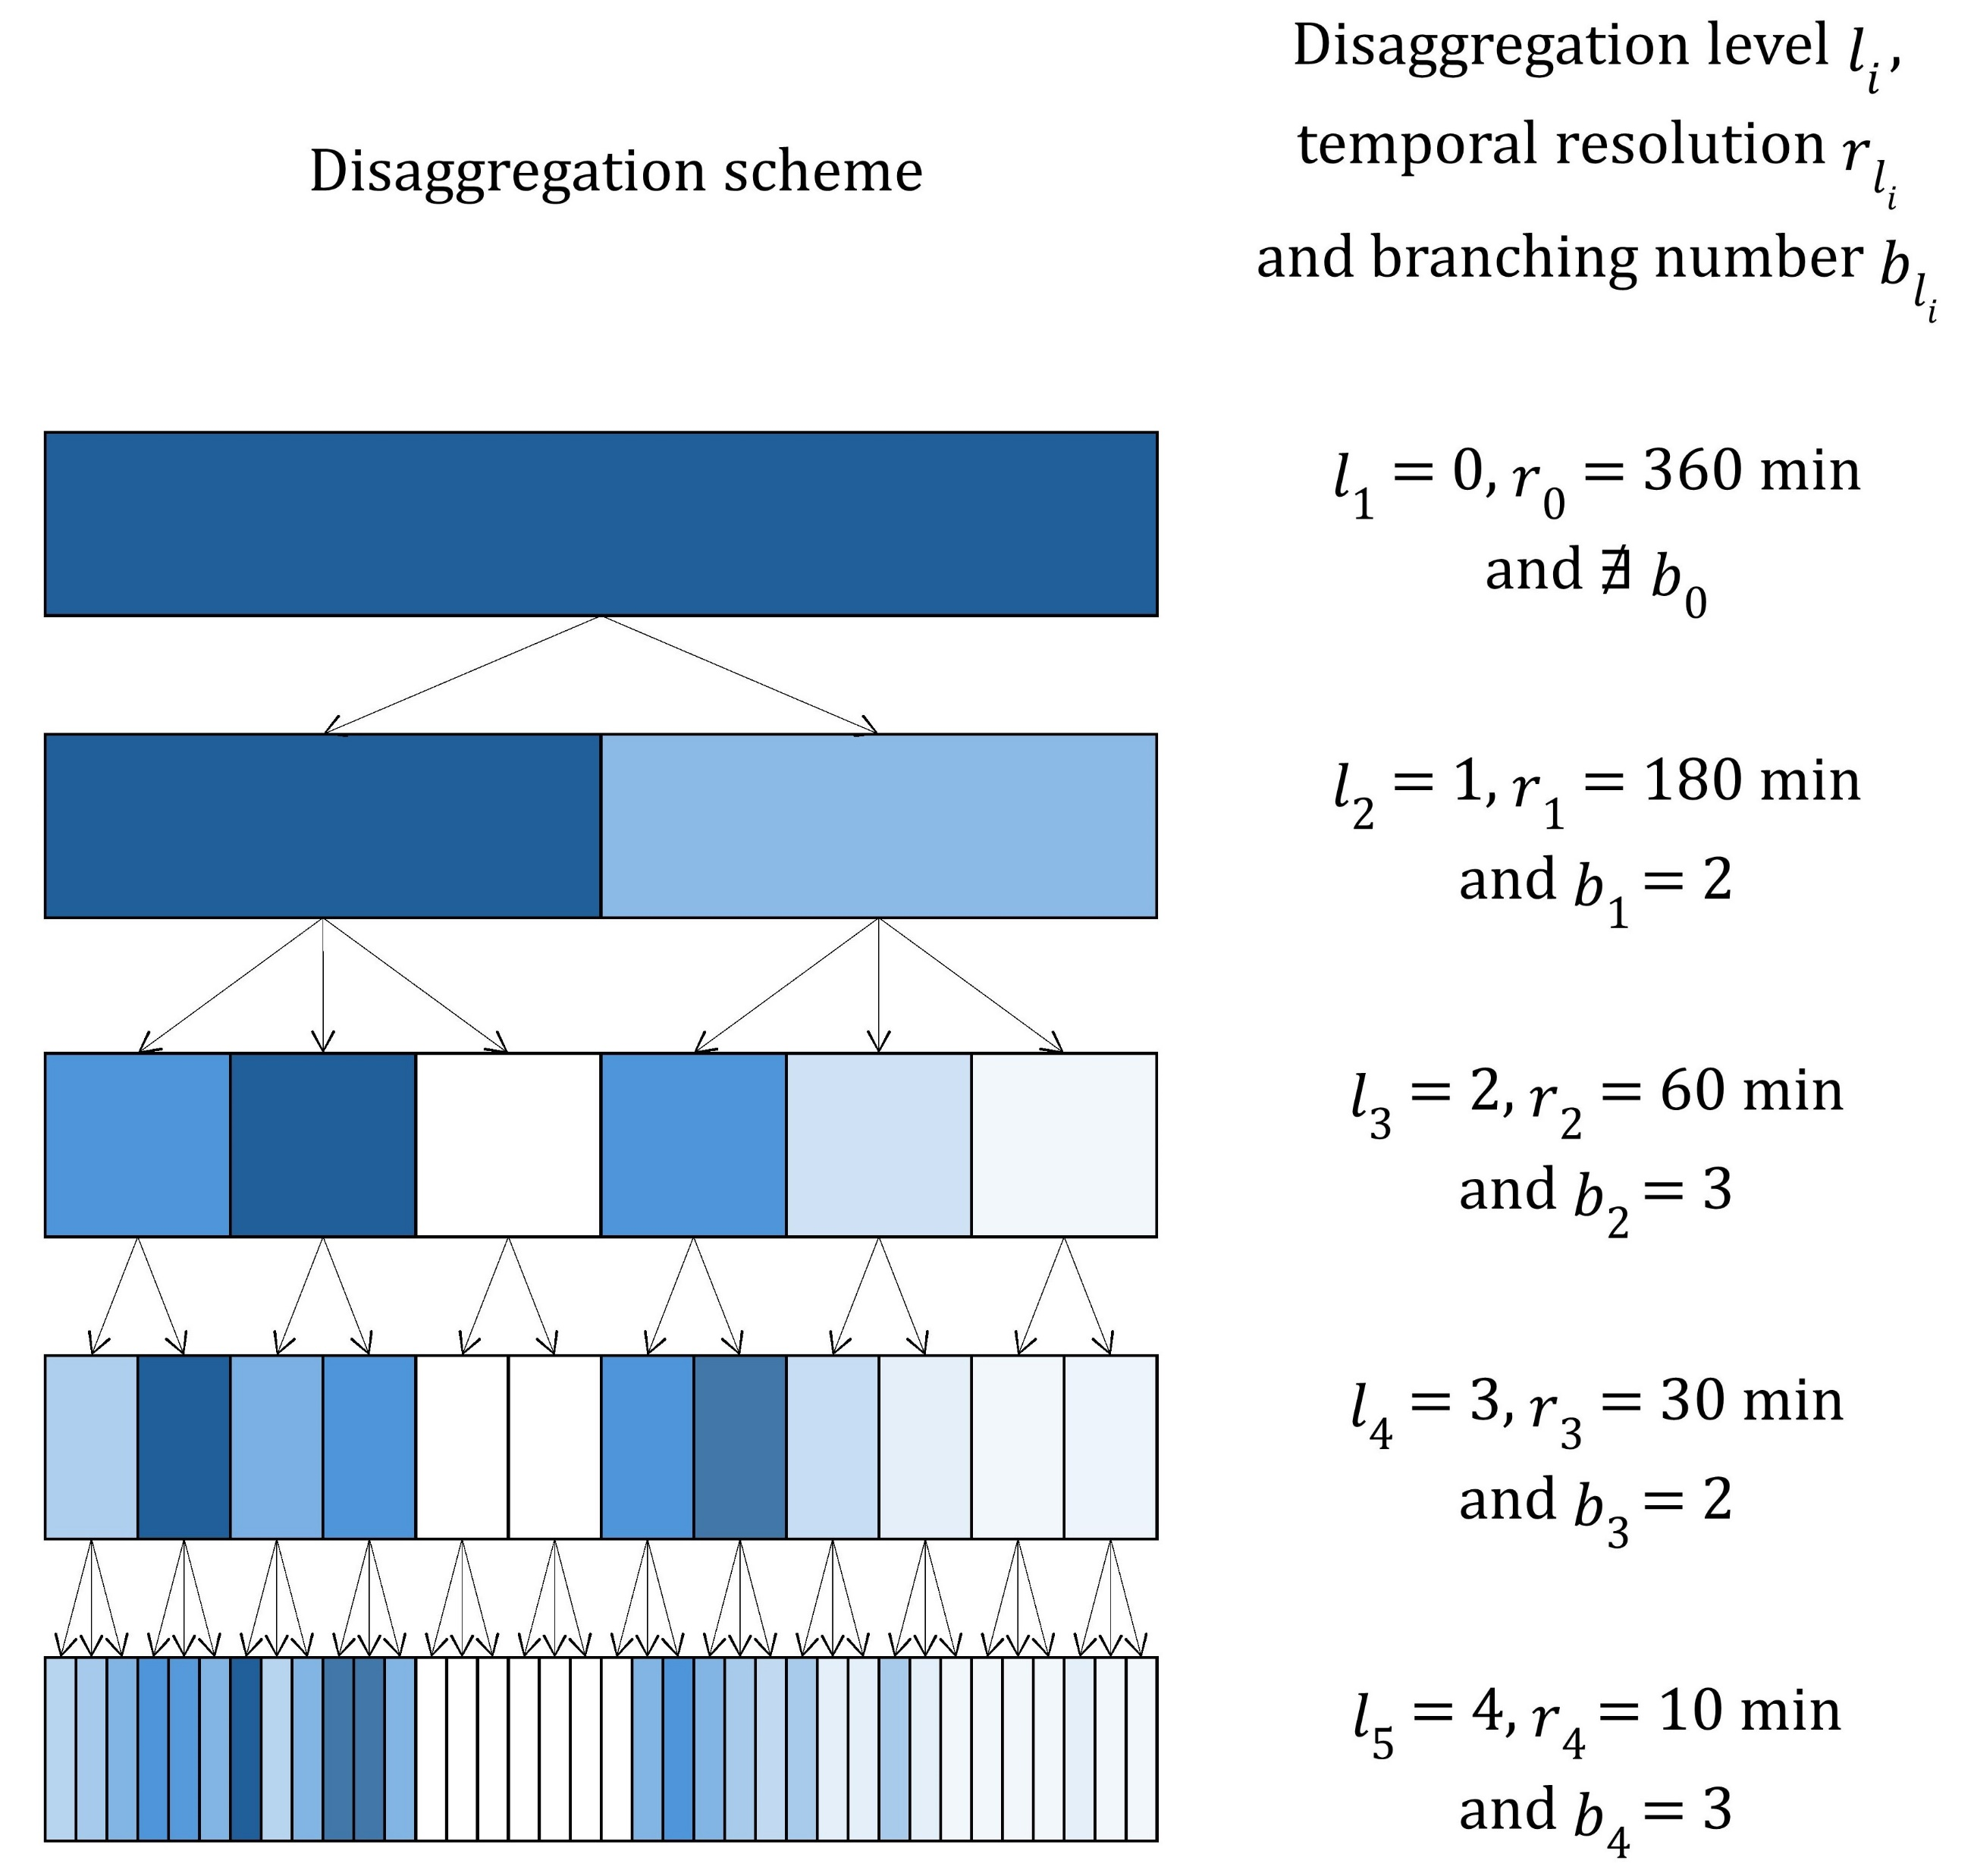 Disaggregation scheme
Disaggregation level l_i,
temporal resolution r_{l_i}
and branching number b_{l_i}
l_1 = 0, r_0 = 360 min
and ∄ b_0
l_2 = 1, r_1 = 180 min
and b_1 = 2
l_3 = 2, r_2 = 60 min
and b_2 = 3
l_4 = 3, r_3 = 30 min
and b_3 = 2
l_5 = 4, r_4 = 10 min
and b_4 = 3